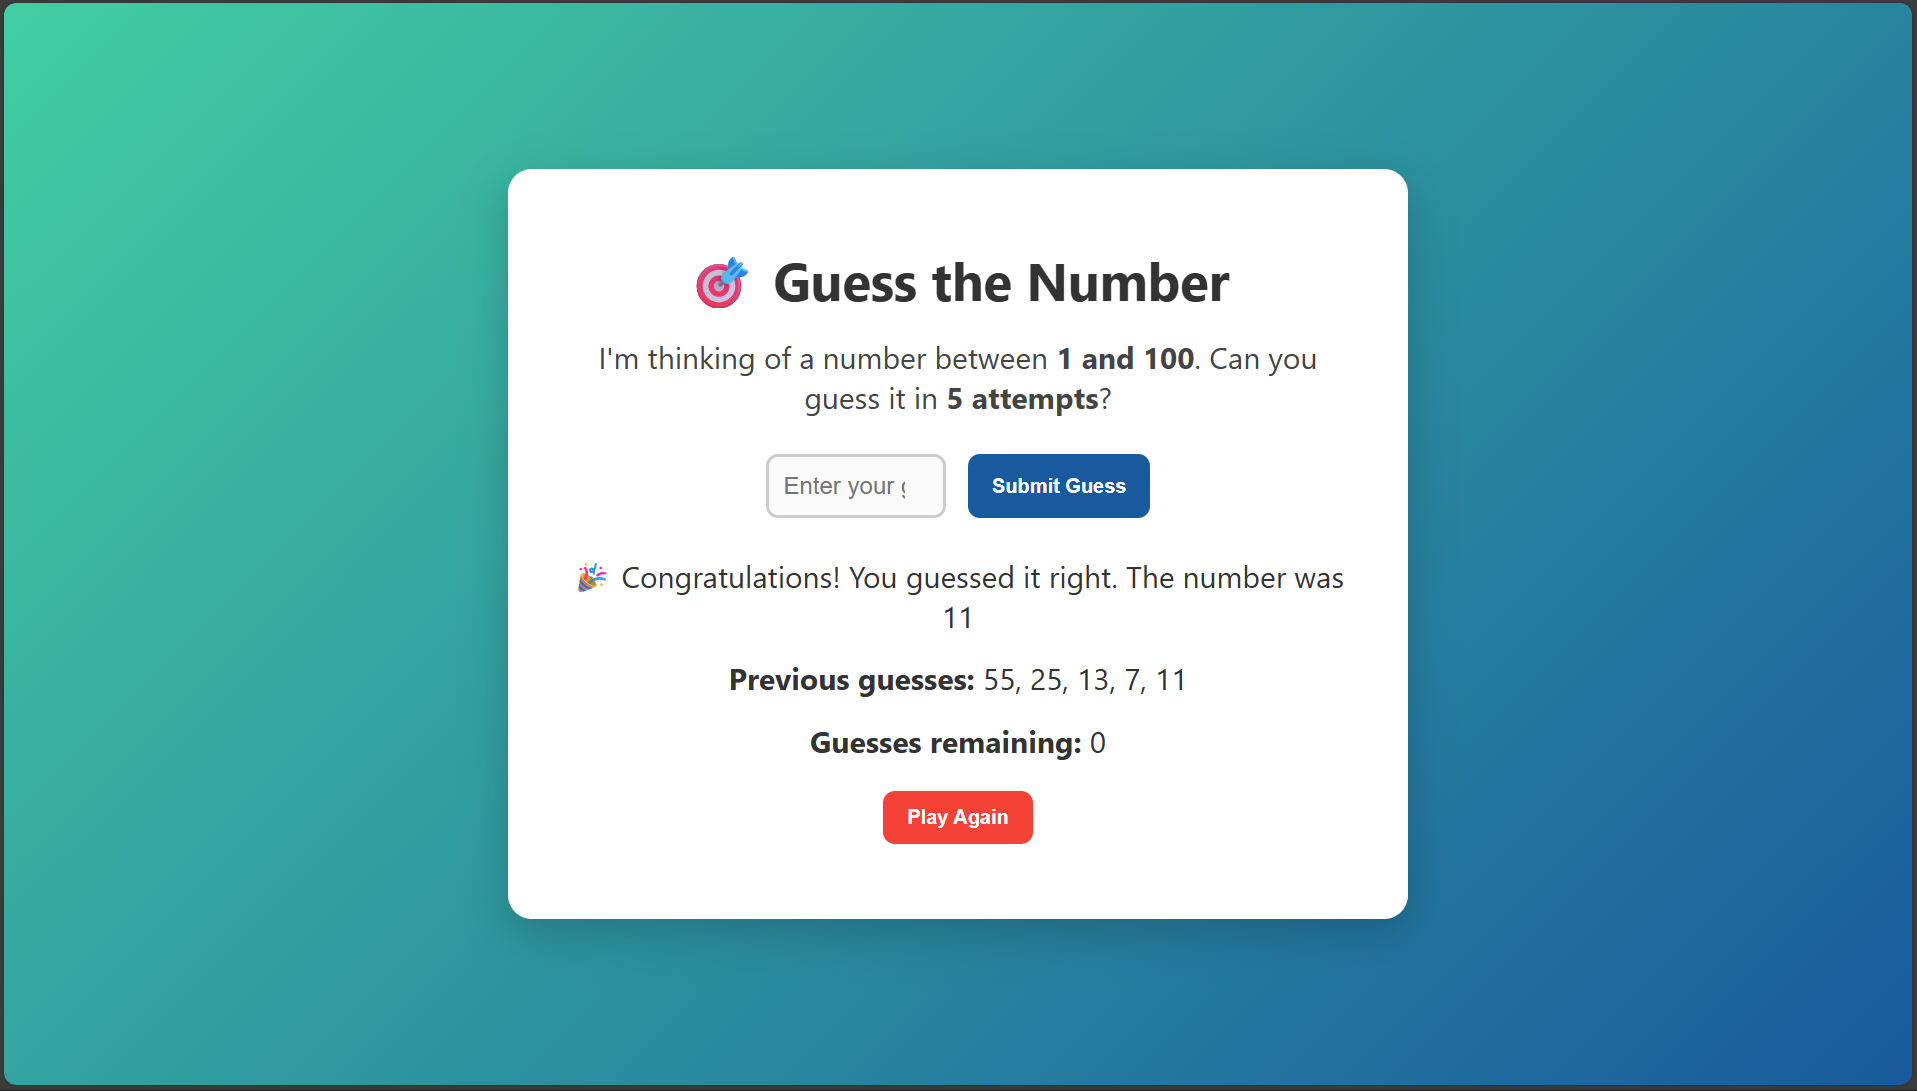 🎯 Guess the Number
I'm thinking of a number between 1 and 100. Can you
guess it in 5 attempts?
Enter your
Submit Guess
🎉 Congratulations! You guessed it right. The number was
11
Previous guesses: 55, 25, 13, 7, 11
Guesses remaining: 0
Play Again